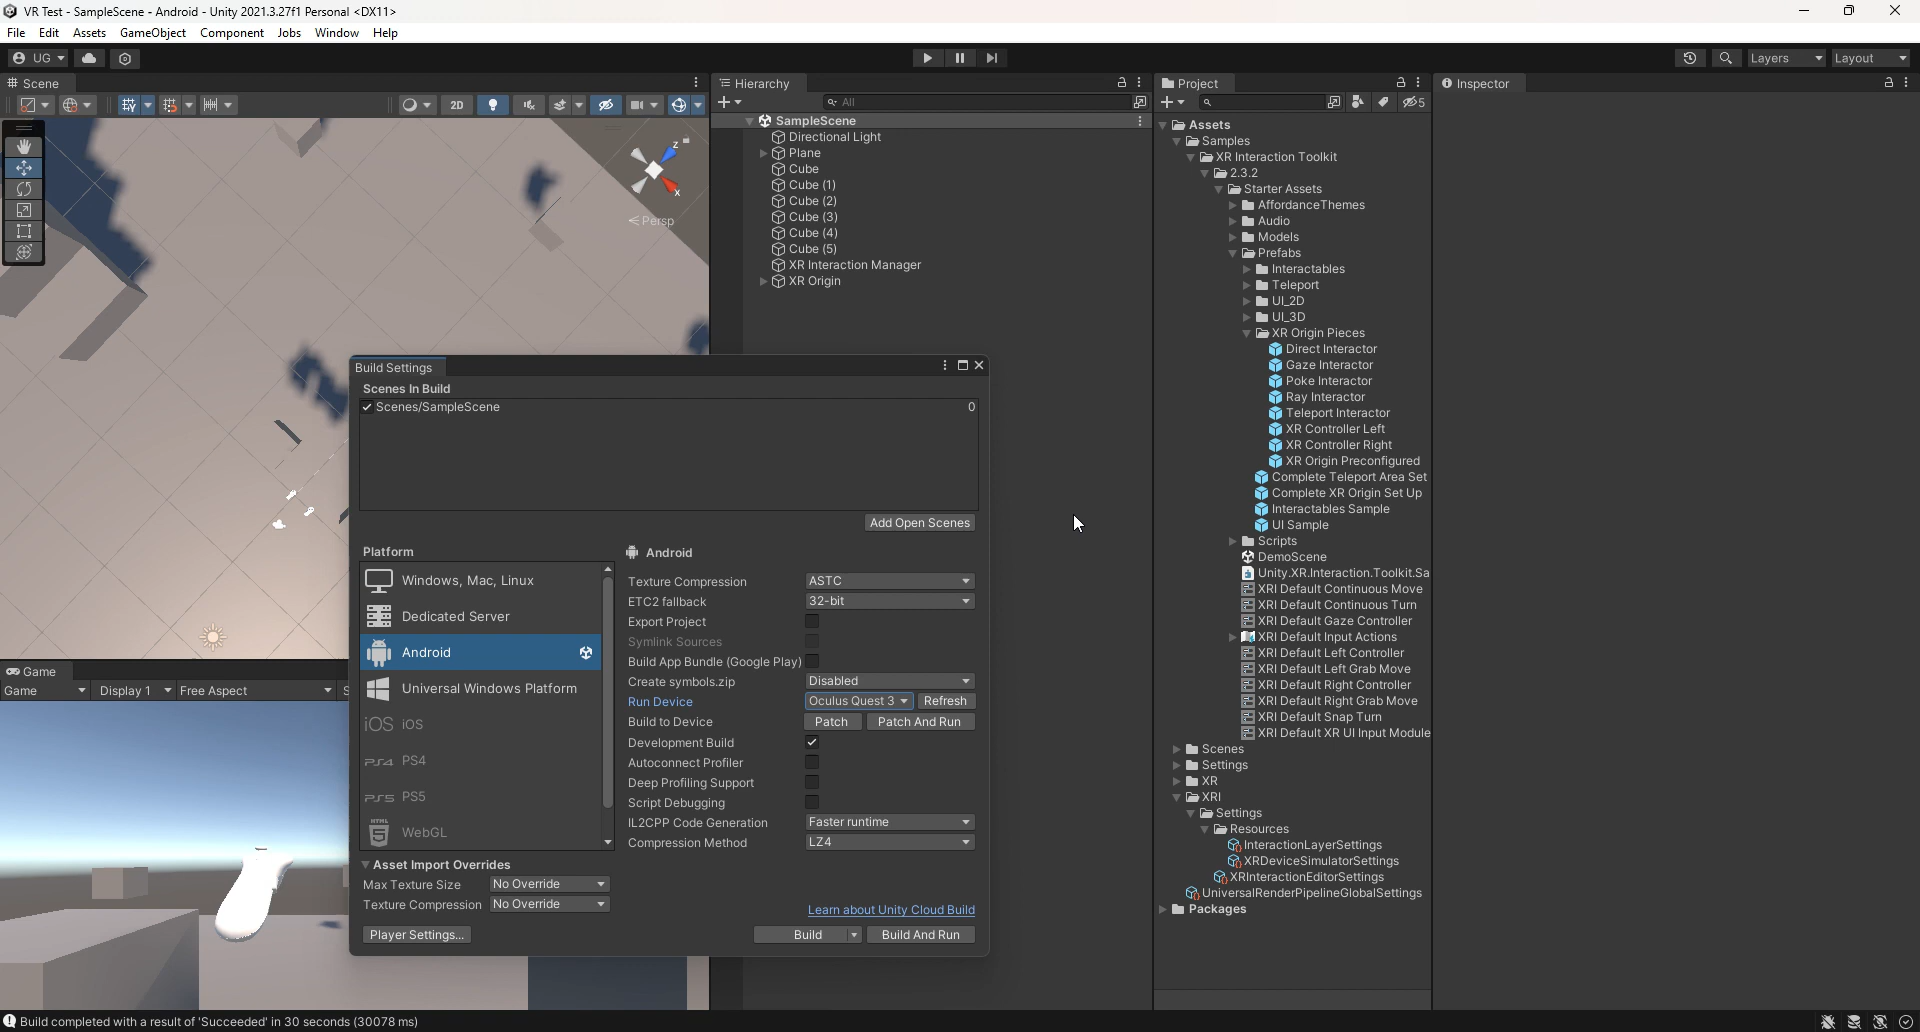 VR Test - SampleScene - Android - Unity 2021.3.27f1 Personal <DX11>
File Edit Assets GameObject Component Jobs Window Help
UG Layers Layout
Scene
2D
z
x
Persp
Hierarchy
All
SampleScene
Directional Light
Plane
Cube
Cube (1)
Cube (2)
Cube (3)
Cube (4)
Cube (5)
XR Interaction Manager
XR Origin
Project
5
Assets
Samples
XR Interaction Toolkit
2.3.2
Starter Assets
AffordanceThemes
Audio
Models
Prefabs
Interactables
Teleport
UI_2D
UI_3D
XR Origin Pieces
Direct Interactor
Gaze Interactor
Poke Interactor
Ray Interactor
Teleport Interactor
XR Controller Left
XR Controller Right
XR Origin Preconfigured
Complete Teleport Area Set
Complete XR Origin Set Up
Interactables Sample
UI Sample
Scripts
DemoScene
Unity.XR.Interaction.Toolkit.Sa
XRI Default Continuous Move
XRI Default Continuous Turn
XRI Default Gaze Controller
XRI Default Input Actions
XRI Default Left Controller
XRI Default Left Grab Move
XRI Default Right Controller
XRI Default Right Grab Move
XRI Default Snap Turn
XRI Default XR UI Input Module
Scenes
Settings
XR
XRI
Settings
Resources
InteractionLayerSettings
XRDeviceSimulatorSettings
XRInteractionEditorSettings
UniversalRenderPipelineGlobalSettings
Packages
Inspector
Build Settings
Scenes In Build
Scenes/SampleScene 0
Add Open Scenes
Platform
Windows, Mac, Linux
Dedicated Server
Android
Universal Windows Platform
iOS iOS
PS4 PS4
PS5 PS5
HTML 5 WebGL
Asset Import Overrides
Max Texture Size No Override
Texture Compression No Override
Player Settings...
Android
Texture Compression ASTC
ETC2 fallback 32-bit
Export Project
Symlink Sources
Build App Bundle (Google Play)
Create symbols.zip Disabled
Run Device Oculus Quest 3 Refresh
Build to Device Patch Patch And Run
Development Build
Autoconnect Profiler
Deep Profiling Support
Script Debugging
IL2CPP Code Generation Faster runtime
Compression Method LZ4
Learn about Unity Cloud Build
Build Build And Run
Game
Game Display 1 Free Aspect S
Build completed with a result of 'Succeeded' in 30 seconds (30078 ms)